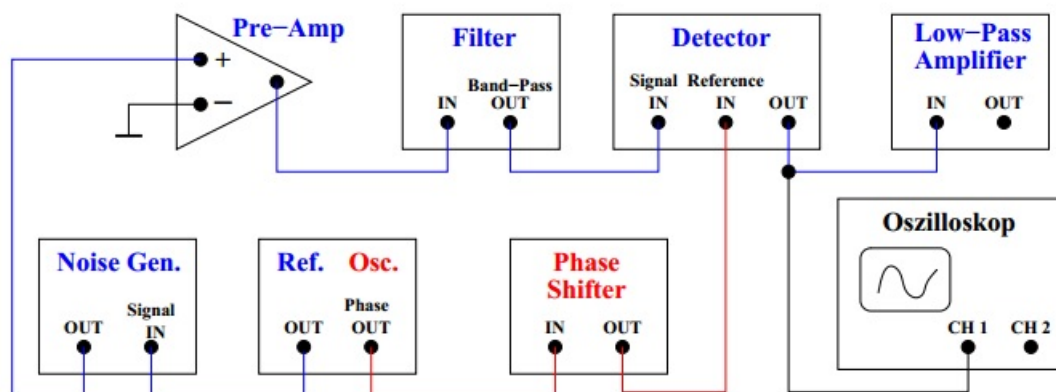 Pre−Amp
+
−
Filter
Band−Pass
IN OUT
Detector
Signal Reference
IN IN OUT
Low−Pass
Amplifier
IN OUT
Noise Gen.
Signal
OUT IN
Ref. Osc.
Phase
OUT OUT
Phase
Shifter
IN OUT
Oszilloskop
CH 1 CH 2